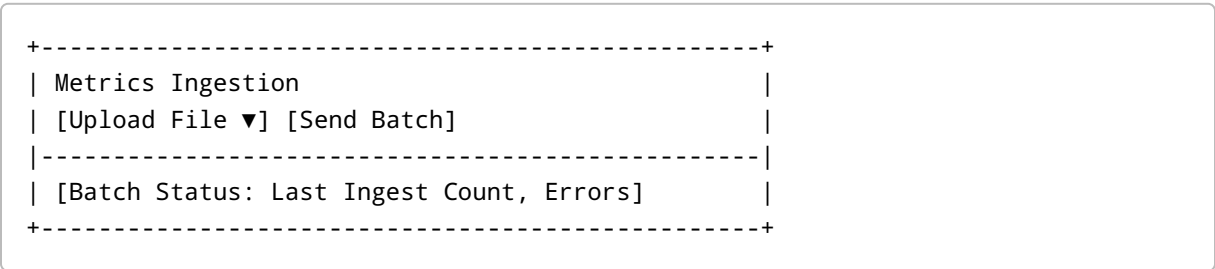 +--------------------------------------------------+
| Metrics Ingestion                                |
| [Upload File ▼] [Send Batch]                     |
|--------------------------------------------------|
| [Batch Status: Last Ingest Count, Errors]        |
+--------------------------------------------------+